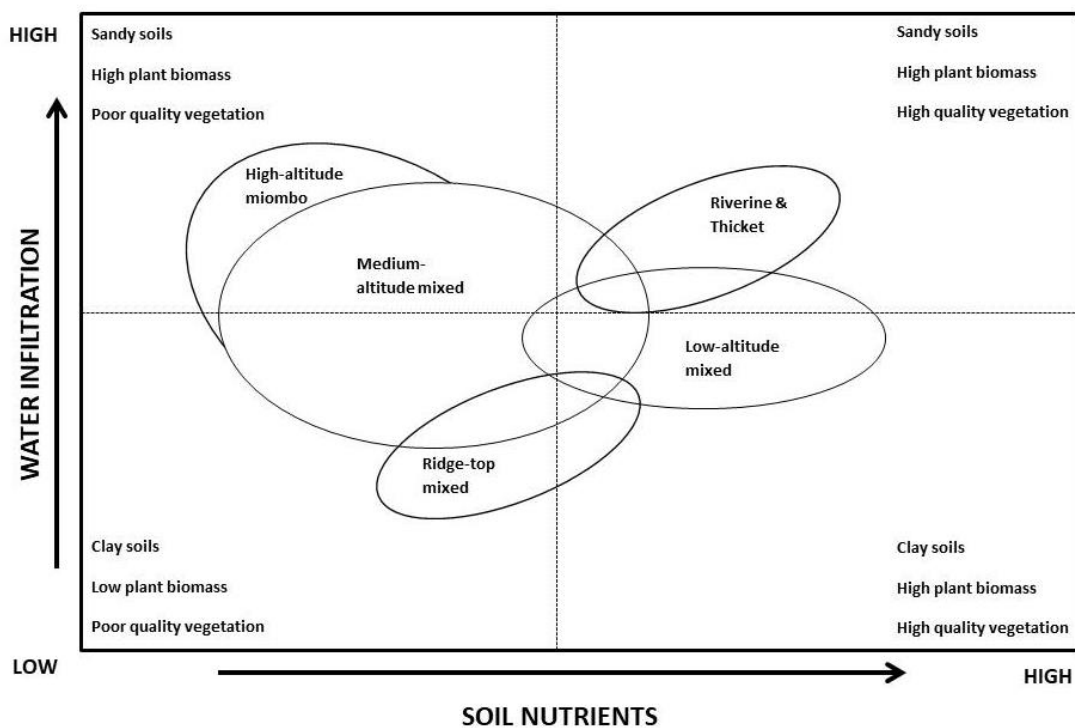 HIGH
Sandy soils
High plant biomass
Poor quality vegetation
Sandy soils
High plant biomass
High quality vegetation
High-altitude
miombo
Riverine &
Thicket
Medium-
altitude mixed
Low-altitude
mixed
Ridge-top
mixed
WATER INFILTRATION
Clay soils
Low plant biomass
Poor quality vegetation
Clay soils
High plant biomass
High quality vegetation
LOW
HIGH
SOIL NUTRIENTS